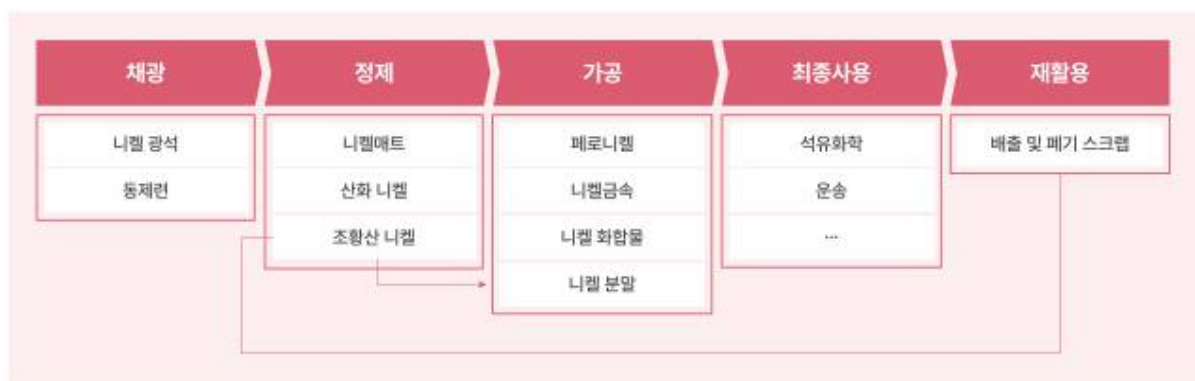 채광
정제
가공
최종사용
재활용
니켈 광석
동제련
니켈매트
산화 니켈
조황산 니켈
페로니켈
니켈금속
니켈 화합물
니켈 분말
석유화학
운송
...
배출 및 폐기 스크랩